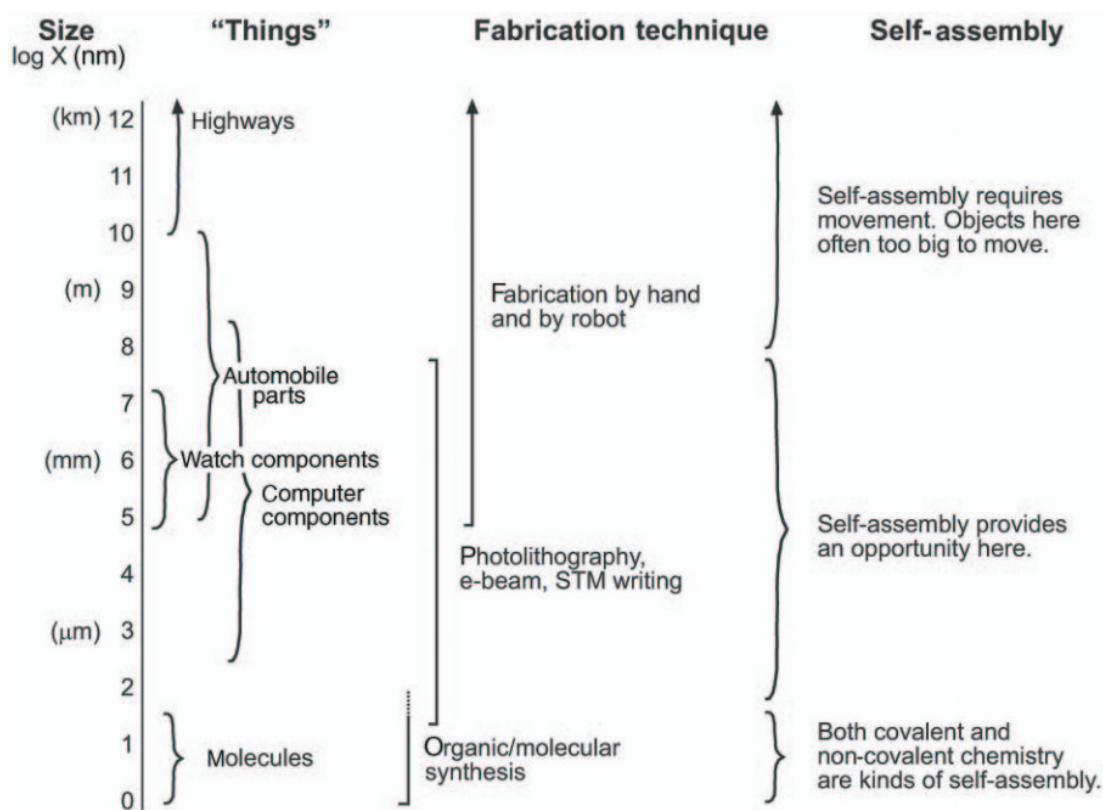 Size
log X (nm)
“Things”
Fabrication technique
Self-assembly
(km) 12
11
10
(m) 9
8
7
(mm) 6
5
4
(μm) 3
2
1
0
Highways
Automobile
parts
Watch components
Computer
components
Molecules
Fabrication by hand
and by robot
Photolithography,
e-beam, STM writing
Organic/molecular
synthesis
Self-assembly requires
movement. Objects here
often too big to move.
Self-assembly provides
an opportunity here.
Both covalent and
non-covalent chemistry
are kinds of self-assembly.